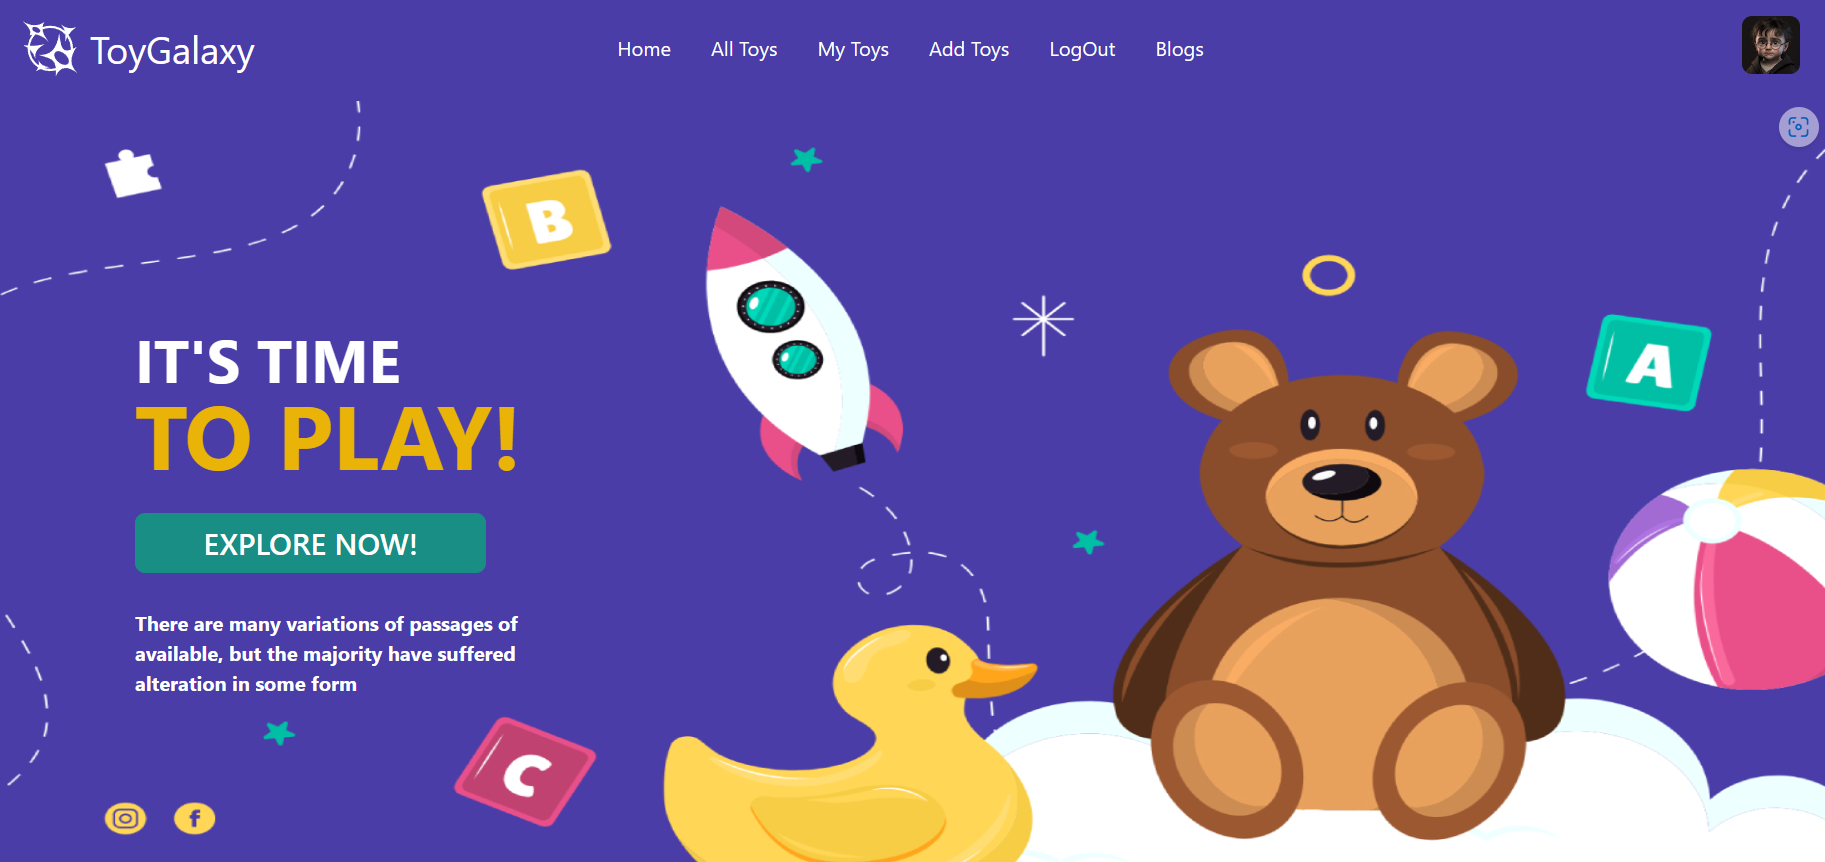 ToyGalaxy
Home All Toys My Toys Add Toys LogOut Blogs
B
A
IT'S TIME
TO PLAY!
EXPLORE NOW!
There are many variations of passages of
available, but the majority have suffered
alteration in some form
C
f